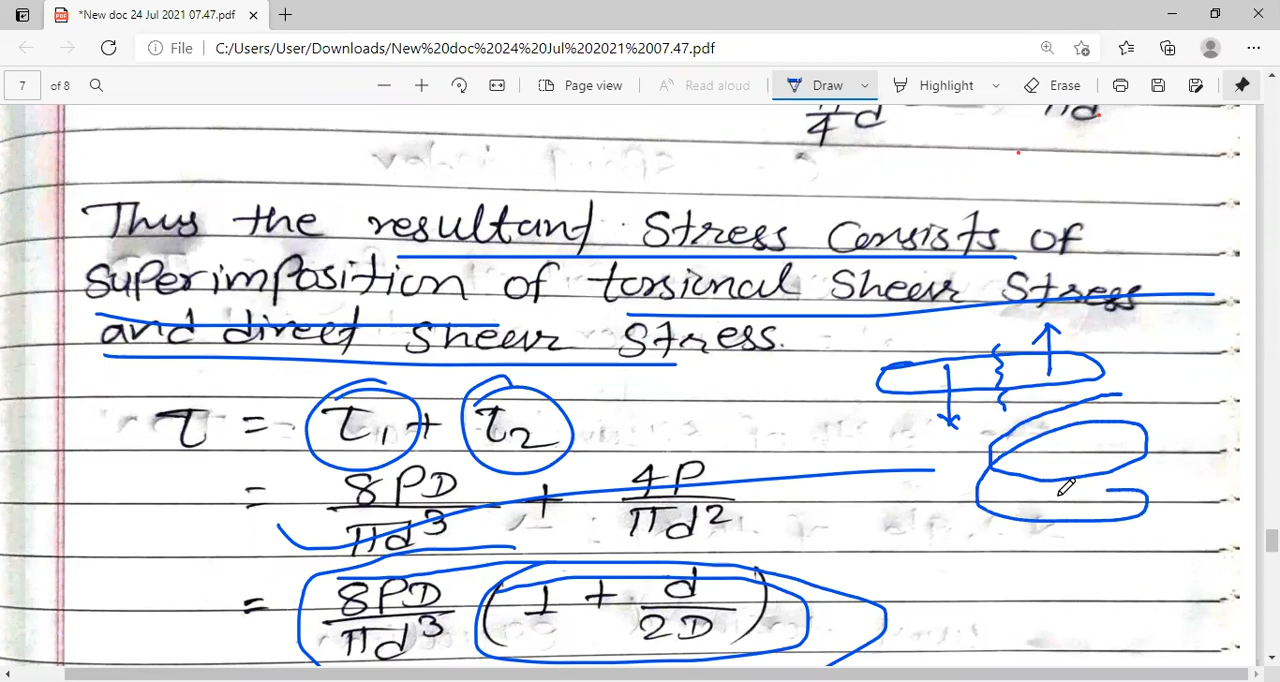 *New doc 24 Jul 2021 07.47.pdf
File | C:/Users/User/Downloads/New%20doc%2024%20Jul%202021%2007.47.pdf
7 of 8 Page view Read aloud Draw Highlight Erase
π/4 d πd
Thus the resultant stress consists of
superimposition of torsional shear stress
and direct shear stress.
τ = τ1 + τ2
= 8PD/πd³ + 4P/πd²
= 8PD/πd³ (1 + d/2D)